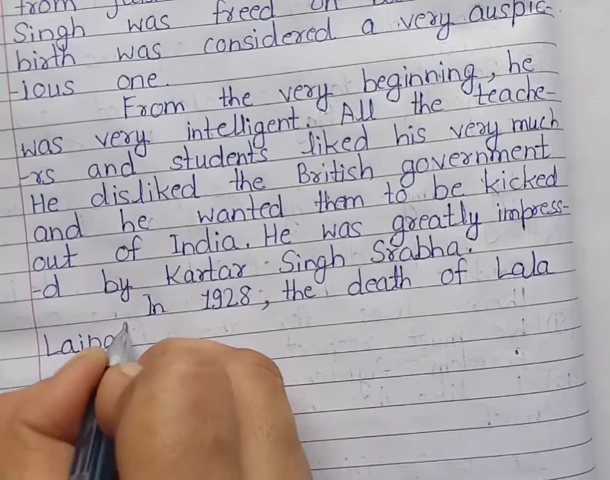 from
Singh was freed on
birth was considered a very auspic-
-ious one.
From the very beginning, he
was very intelligent. All the teache-
-rs and students liked his very much
He disliked the British government
and he wanted them to be kicked
out of India. He was greatly impress-
-d by Kartar Singh Srabha.
In 1928, the death of Lala